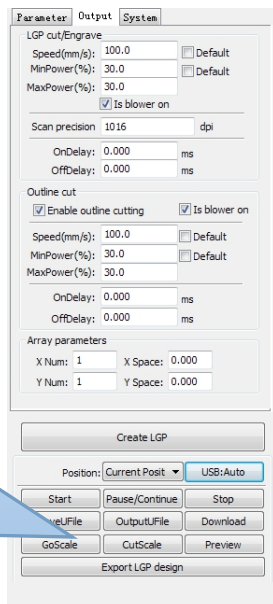 Parameter Output System
LGP cut/Engrave
Speed(mm/s): 100.0 Default
MinPower(%): 30.0 Default
MaxPower(%): 30.0
Is blower on
Scan precision 1016 dpi
OnDelay: 0.000 ms
OffDelay: 0.000 ms
Outline cut
Enable outline cutting Is blower on
Speed(mm/s): 100.0 Default
MinPower(%): 30.0 Default
MaxPower(%): 30.0
OnDelay: 0.000 ms
OffDelay: 0.000 ms
Array parameters
X Num: 1 X Space: 0.000
Y Num: 1 Y Space: 0.000
Create LGP
Position: Current Posit USB:Auto
Start Pause/Continue Stop
veUFile OutputUFile Download
GoScale CutScale Preview
Export LGP design